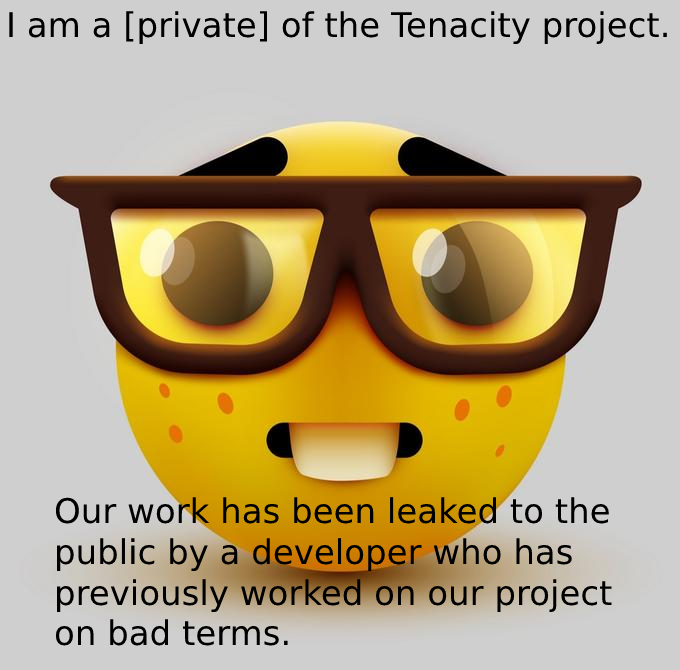 I am a [private] of the Tenacity project.
Our work has been leaked to the
public by a developer who has
previously worked on our project
on bad terms.